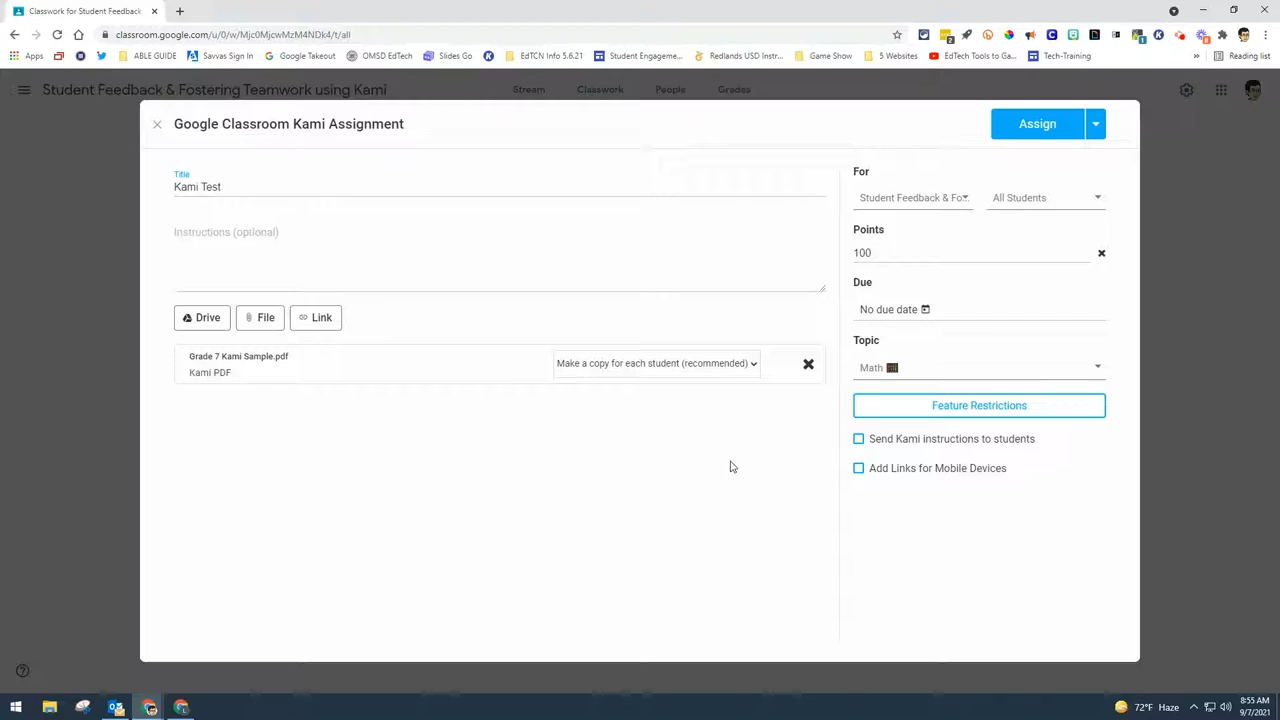 Classwork for Student Feedback
classroom.google.com/u/0/w/Mjc0MjcwMzM4NDk4/t/all
Apps
ABLE GUIDE
Savvas Sign In
Google Takeout
OMSD EdTech
Slides Go
EdTCN Info 5.6.21
Student Engageme...
Redlands USD Instr...
Game Show
5 Websites
EdTech Tools to Ga...
Tech-Training
»
Reading list
Student Feedback & Fostering Teamwork using Kami
Stream
Classwork
People
Grades
Google Classroom Kami Assignment
Assign
Title
Kami Test
Instructions (optional)
Drive
File
Link
Grade 7 Kami Sample.pdf
Kami PDF
Make a copy for each student (recommended)
For
Student Feedback & Fo...
All Students
Points
100
Due
No due date
Topic
Math
Feature Restrictions
Send Kami instructions to students
Add Links for Mobile Devices
72°F Haze
8:55 AM
9/7/2021